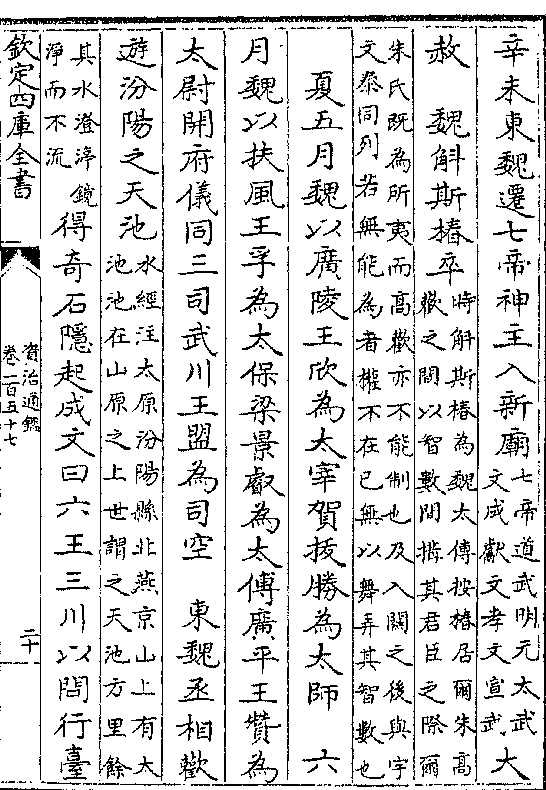 辛未東魏遷七帝神主入新廟七帝道武明元太武文成獻文孝文宣武大
赦　魏斛斯椿卒時斛斯椿為魏太傅按椿居爾朱高歡之間以智數間搆其君臣之際爾
朱氏既為所夷而高歡亦不能制也及入關之後與宇文泰同列若無能為者權不在已無以舞弄其智數也
夏五月魏以廣陵王欣為太宰賀拔勝為太師　六
月魏以扶風王孚為太保梁景叡為太傅廣平王贊為
太尉開府儀同三司武川王盟為司空　東魏丞相歡
遊汾陽之天池水經注太原汾陽縣北燕京山上有太池池在山原之上世謂之天池方里餘
其水澄渟鏡淨而不流得奇石隱起成文曰六王三川以問行臺
欽定四庫全書
資治通鑑
卷一百五十七
二十